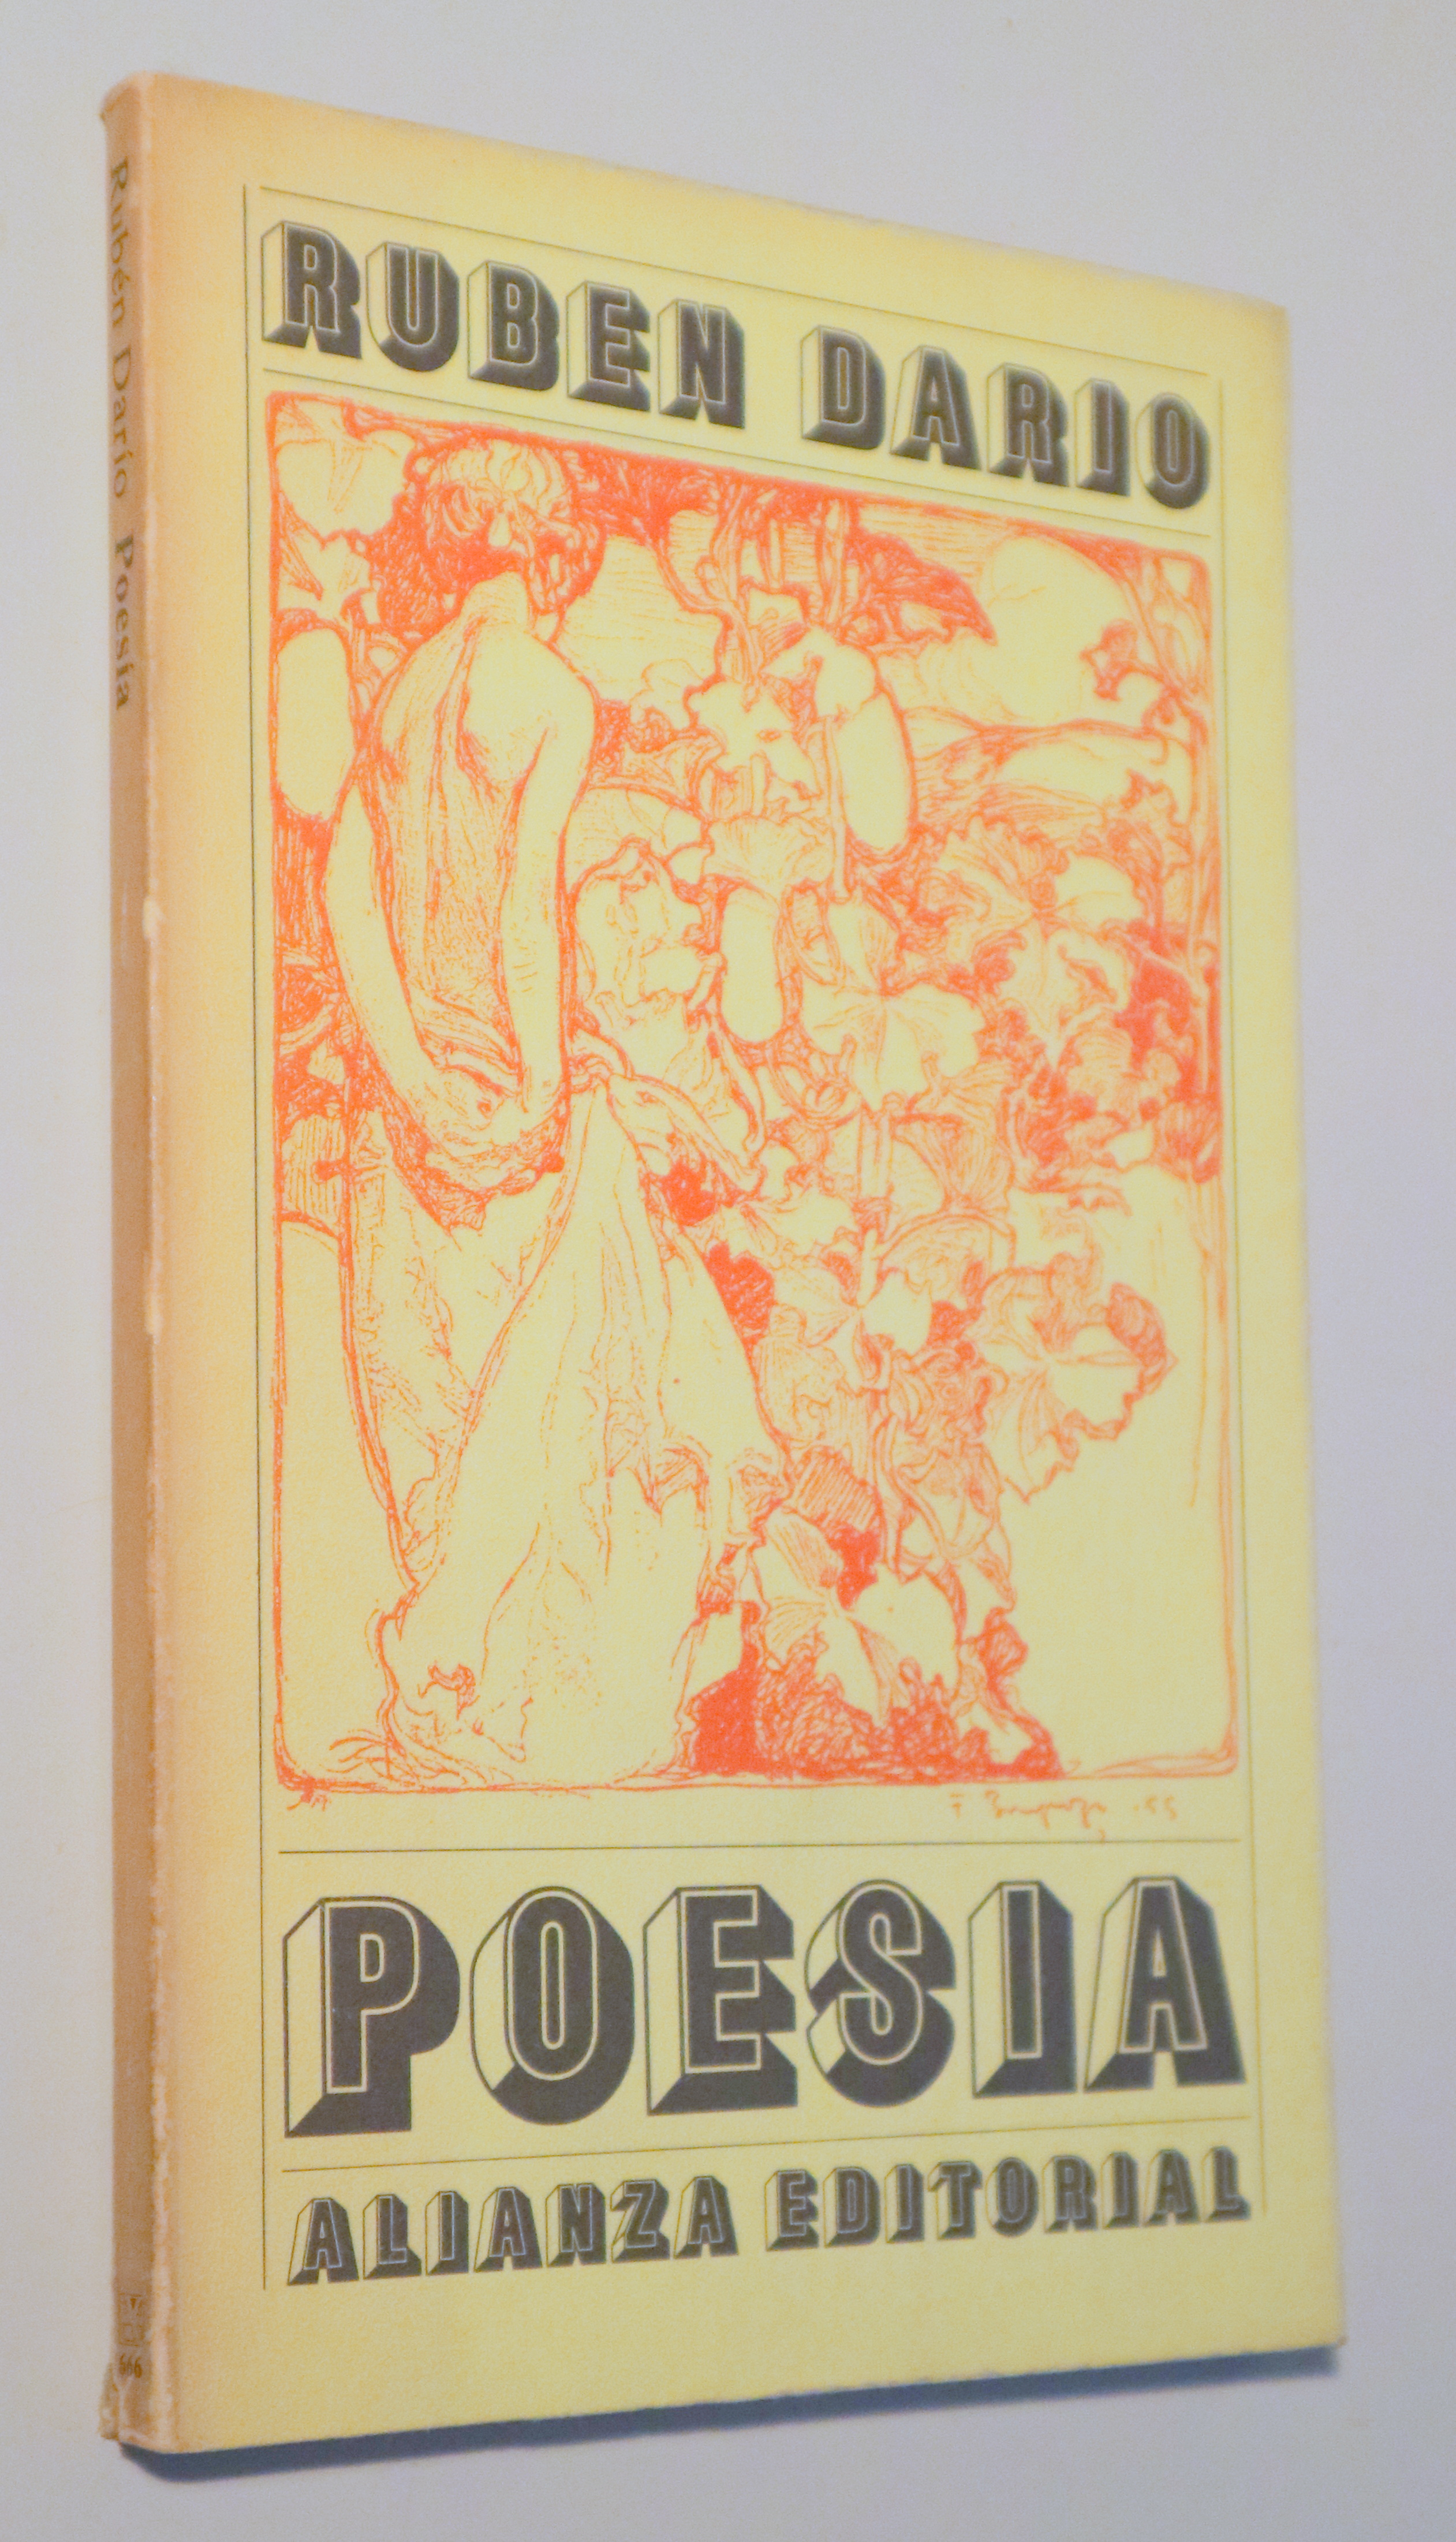 RUBEN DARIO
POESIA
ALIANZA EDITORIAL
Rubén Darío Poesía
666